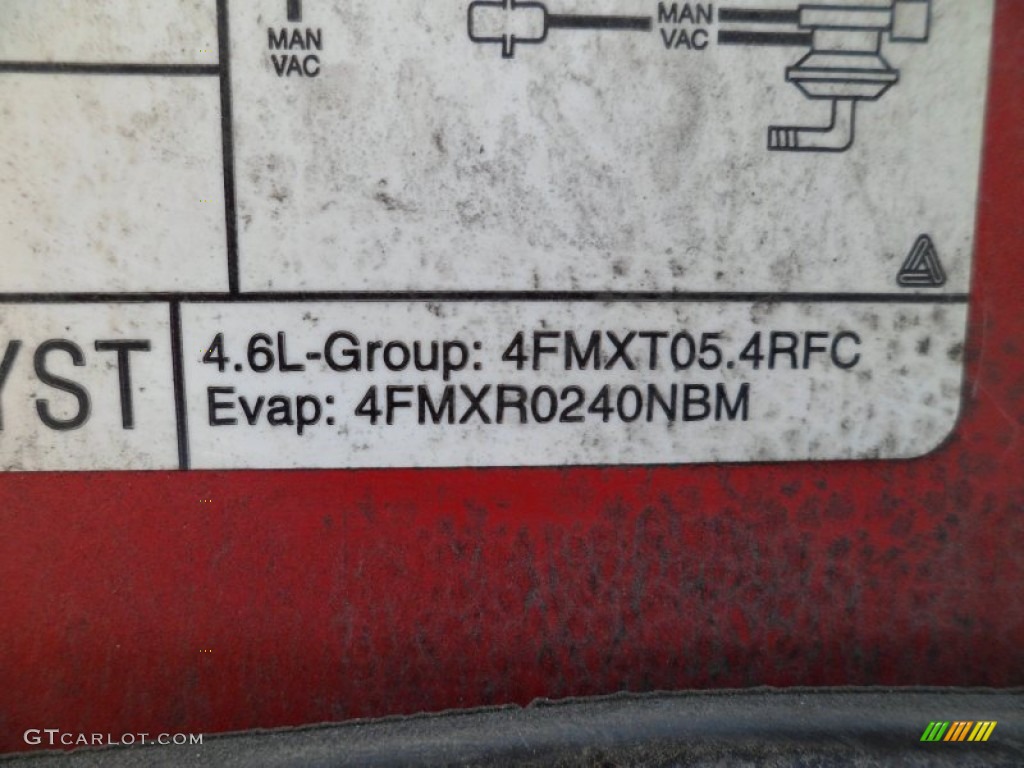 MAN
VAC
MAN
VAC
YST
4.6L-Group: 4FMXT05.4RFC
Evap: 4FMXR0240NBM
GTCARLOT.COM